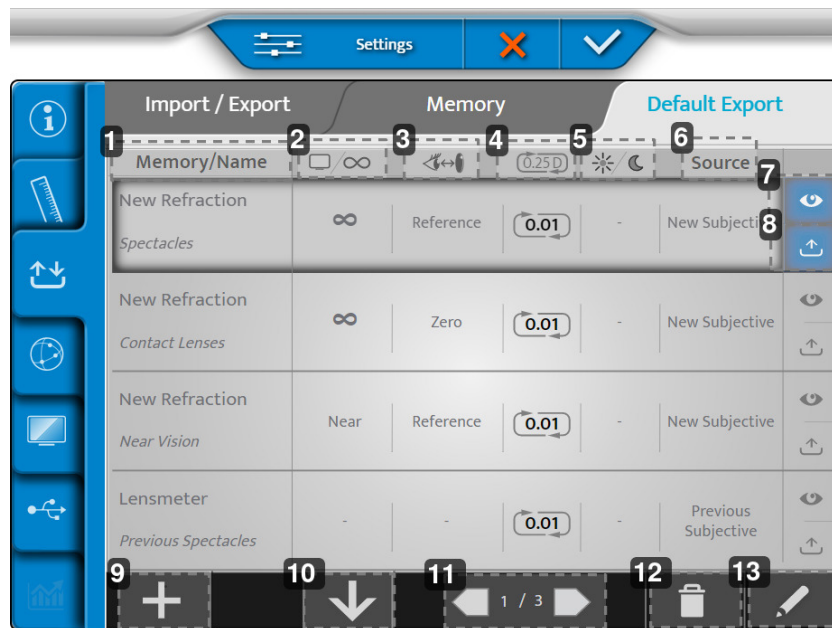 Settings
Import / Export
Memory
Default Export
1
2
3
4
5
6
Memory/Name
0.25 D
Source
7
New Refraction
Spectacles
Reference
0.01
-
New Subjecti
8
New Refraction
Contact Lenses
Zero
0.01
-
New Subjective
New Refraction
Near Vision
Near
Reference
0.01
-
New Subjective
Lensmeter
Previous Spectacles
-
-
0.01
-
Previous
Subjective
9
10
11
12
13
1 / 3